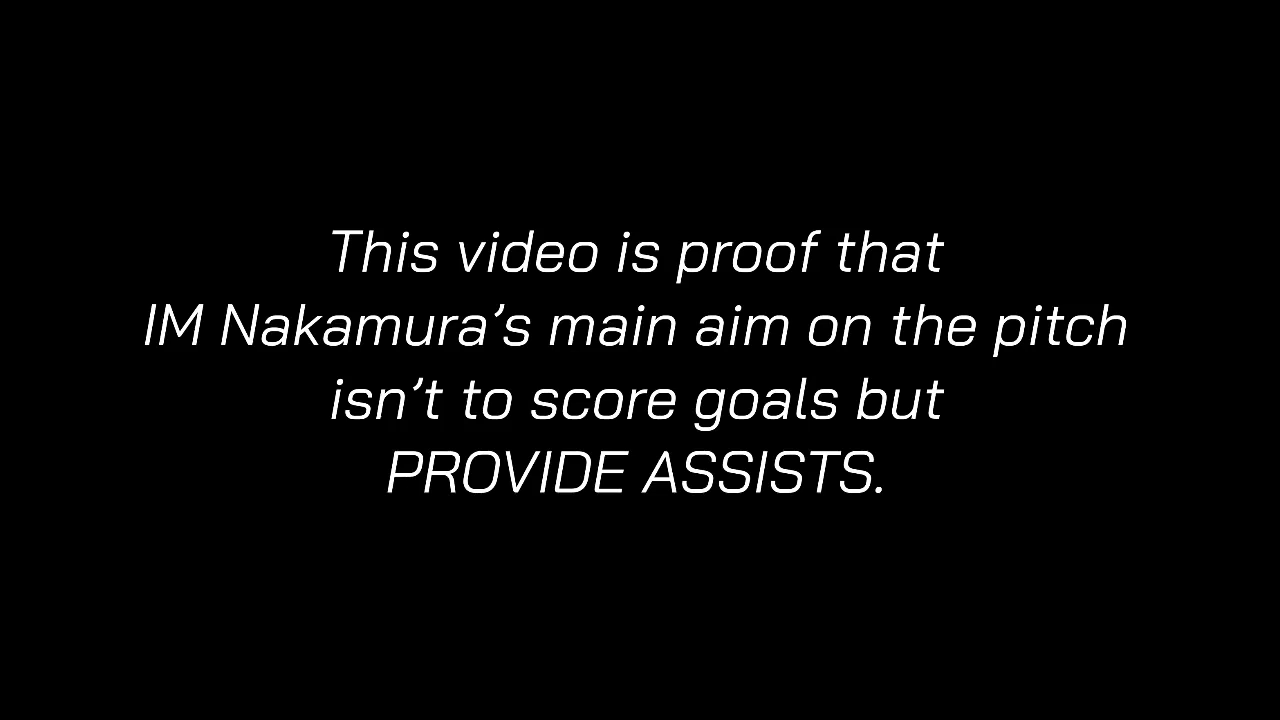 This video is proof that
IM Nakamura’s main aim on the pitch
isn’t to score goals but
PROVIDE ASSISTS.